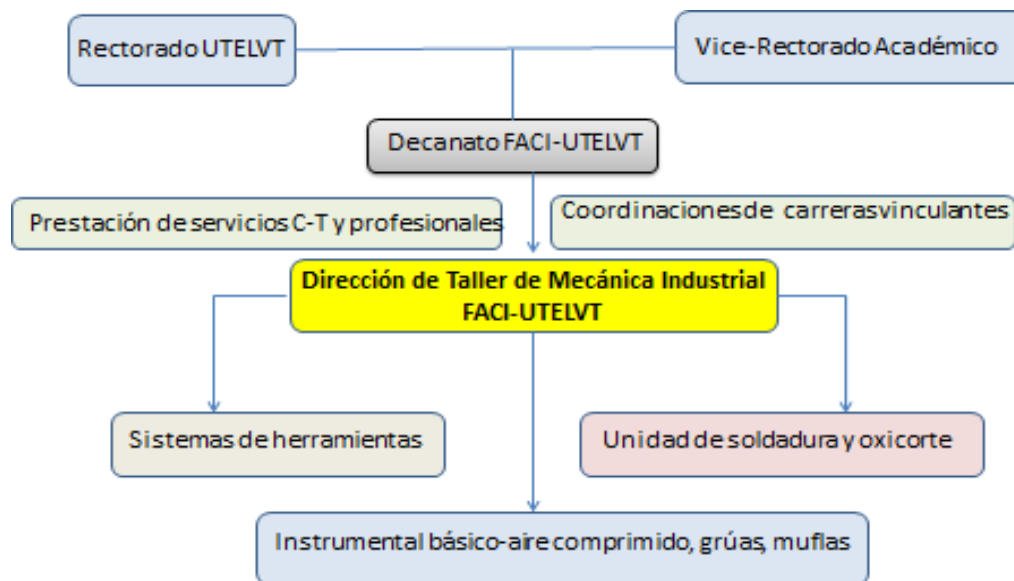 Rectorado UTELVT
Vice-Rectorado Académico
Decanato FACI-UTELVT
Prestación de servicios C-T y profesionales
Coordinaciones de carreras vinculantes
Dirección de Taller de Mecánica Industrial
FACI-UTELVT
Sistemas de herramientas
Unidad de soldadura y oxicorte
Instrumental básico-aire comprimido, grúas, muflas